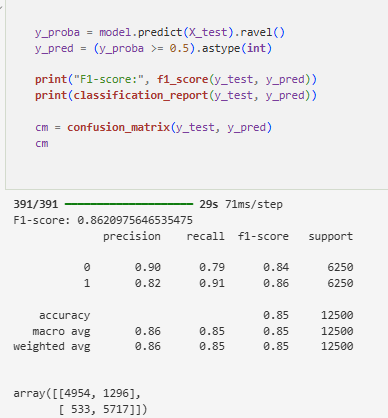 y_proba = model.predict(X_test).ravel()
y_pred = (y_proba >= 0.5).astype(int)
print("F1-score:", f1_score(y_test, y_pred))
print(classification_report(y_test, y_pred))
cm = confusion_matrix(y_test, y_pred)
cm
391/391 ━━━━━━━━━━━━━━━━━━━━ 29s 71ms/step
F1-score: 0.8620975646535475
              precision    recall  f1-score   support
           0       0.90      0.79      0.84      6250
           1       0.82      0.91      0.86      6250
    accuracy                           0.85     12500
   macro avg       0.86      0.85      0.85     12500
weighted avg       0.86      0.85      0.85     12500
array([[4954, 1296],
       [ 533, 5717]])